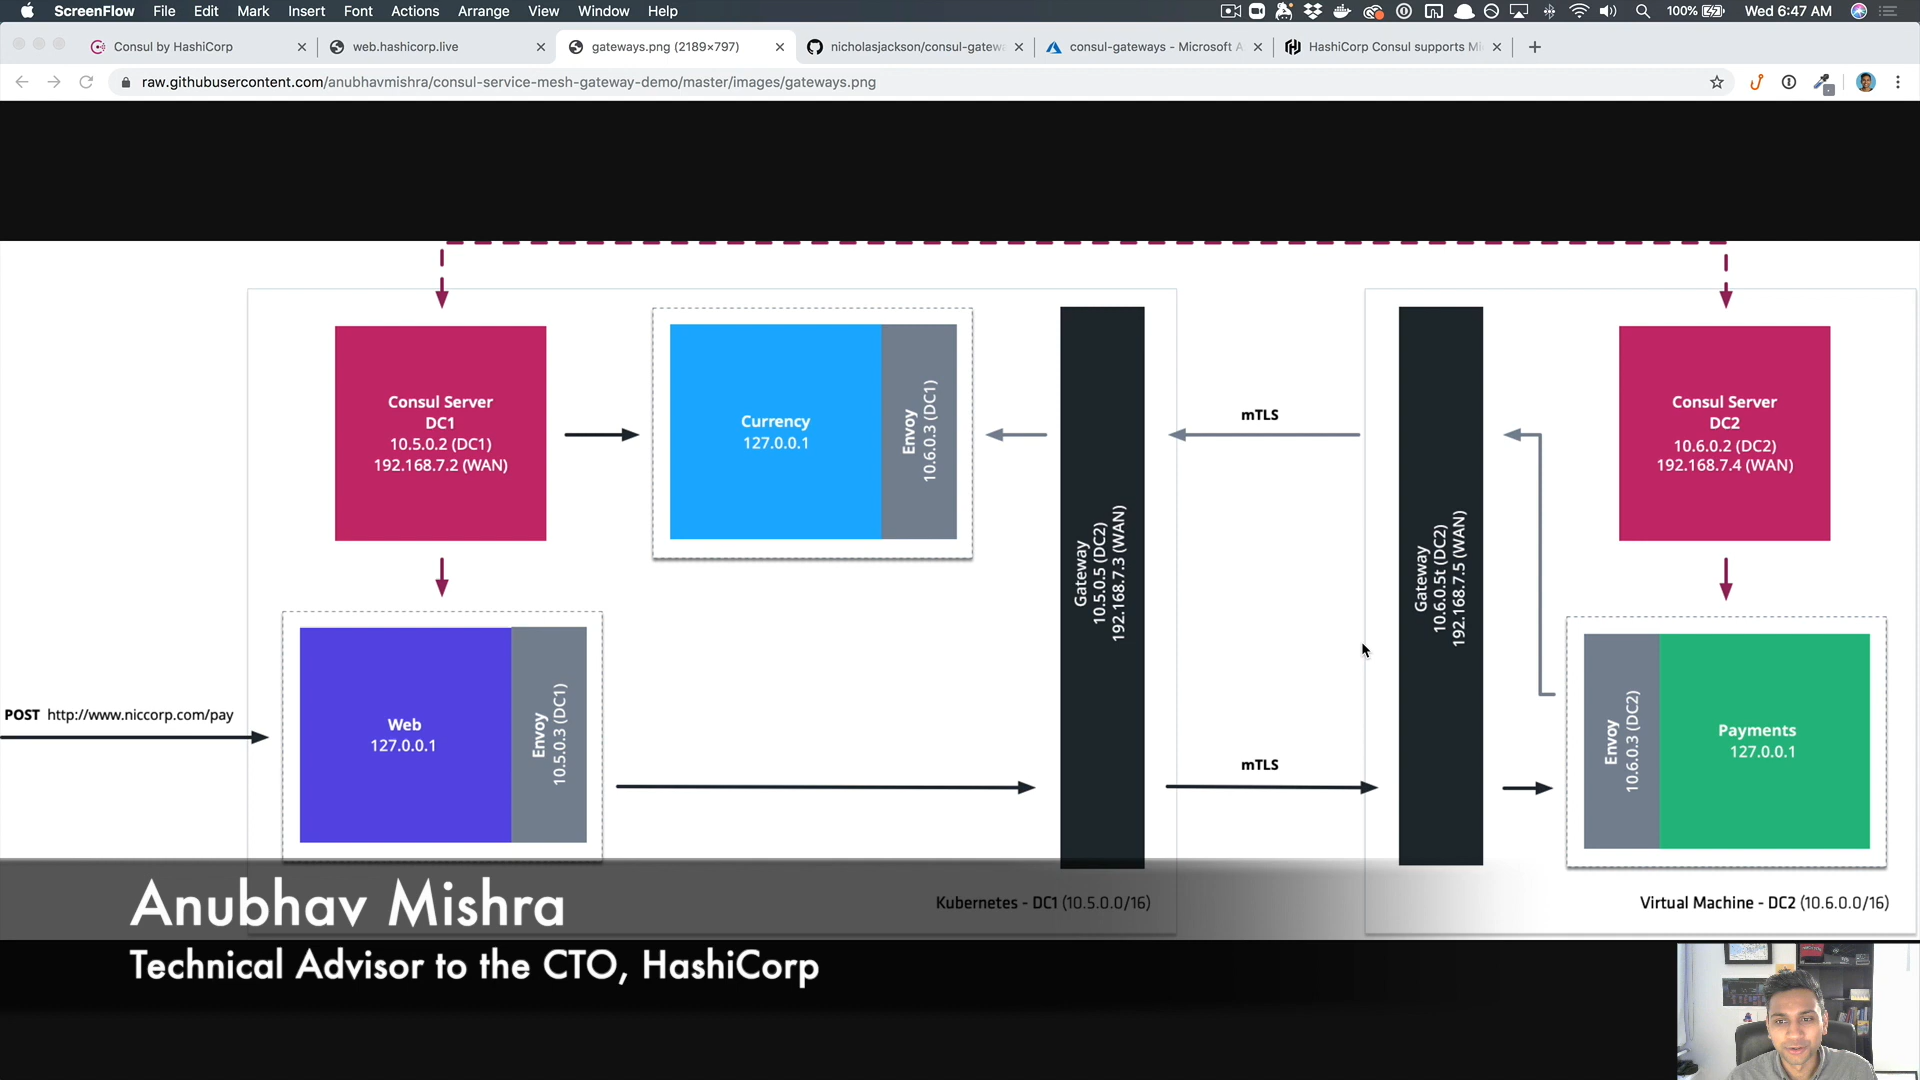 ScreenFlow File Edit Mark Insert Font Actions Arrange View Window Help 100% Wed 6:47 AM
Consul by HashiCorp web.hashicorp.live gateways.png (2189×797) nicholasjackson/consul-gatew consul-gateways - Microsoft A HashiCorp Consul supports Mi
raw.githubusercontent.com/anubhavmishra/consul-service-mesh-gateway-demo/master/images/gateways.png
Consul Server
DC1
10.5.0.2 (DC1)
192.168.7.2 (WAN)
Currency
127.0.0.1
Envoy
10.6.0.3 (DC1)
Gateway
10.5.0.5 (DC2)
192.168.7.3 (WAN)
mTLS
Gateway
10.6.0.5t (DC2)
192.168.7.5 (WAN)
Consul Server
DC2
10.6.0.2 (DC2)
192.168.7.4 (WAN)
POST http://www.niccorp.com/pay
Web
127.0.0.1
Envoy
10.5.0.3 (DC1)
mTLS
Envoy
10.6.0.3 (DC2)
Payments
127.0.0.1
Kubernetes - DC1 (10.5.0.0/16)
Virtual Machine - DC2 (10.6.0.0/16)
Anubhav Mishra
Technical Advisor to the CTO, HashiCorp